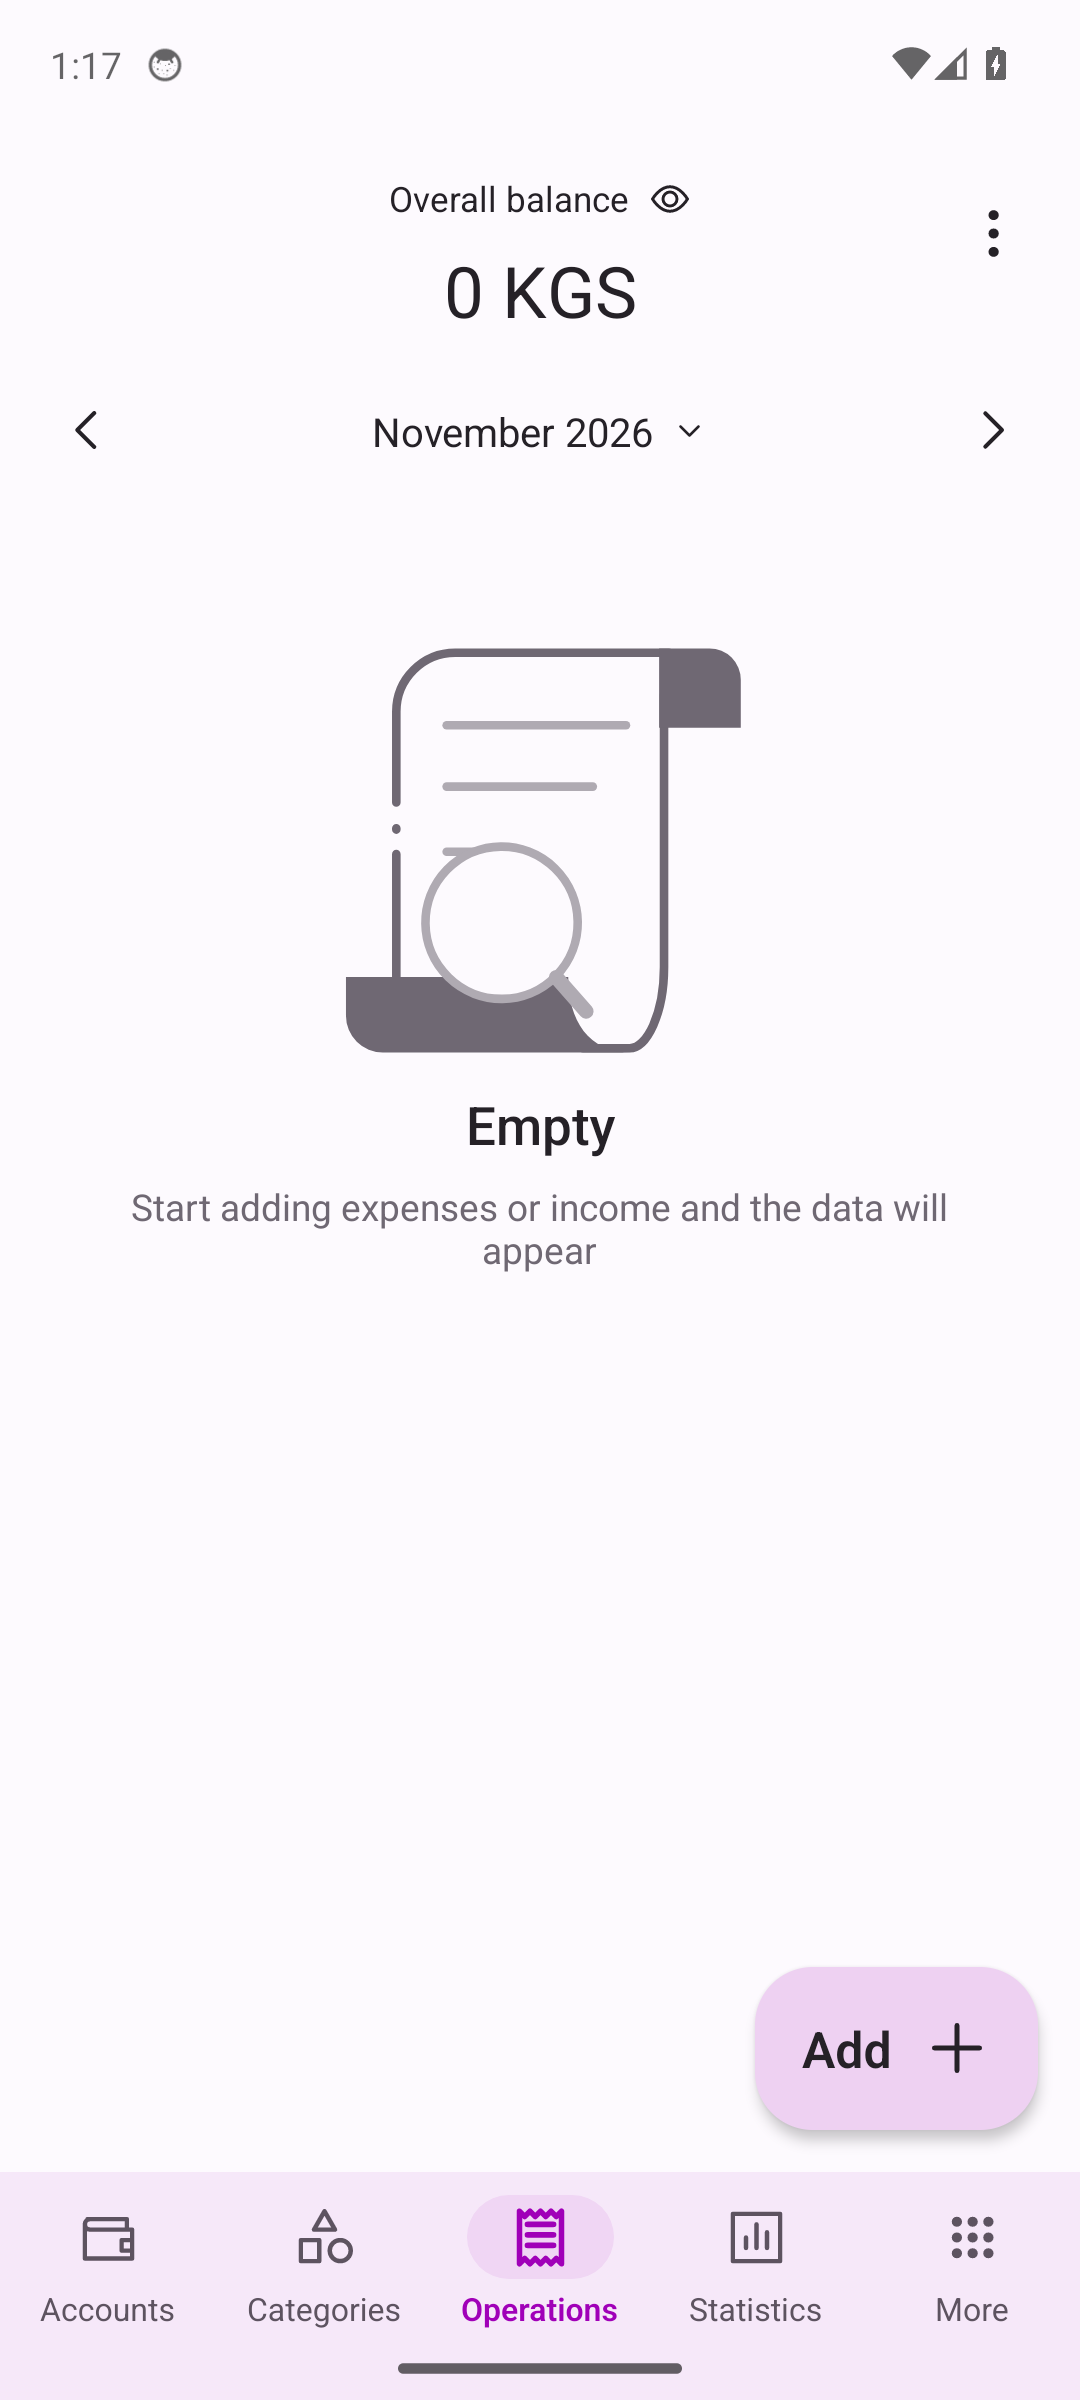 1:17
Overall balance
0 KGS
November 2026
Empty
Start adding expenses or income and the data will
appear
Add
Accounts
Categories
Operations
Statistics
More